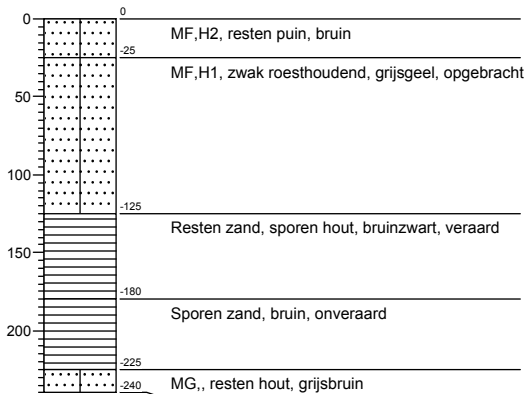 0
0
MF,H2, resten puin, bruin
-25
MF,H1, zwak roesthoudend, grijsgeel, opgebracht
50
100
-125
Resten zand, sporen hout, bruinzwart, veraard
150
-180
Sporen zand, bruin, onveraard
200
-225
MG,, resten hout, grijsbruin
-240